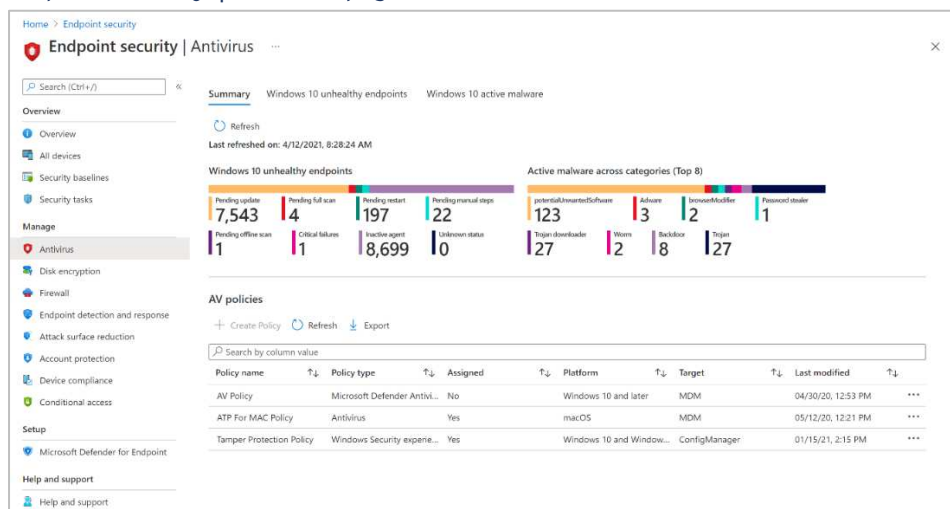 Home > Endpoint security
Endpoint security | Antivirus ...
Search (Ctrl+/)
Overview
Overview
All devices
Security baselines
Security tasks
Manage
Antivirus
Disk encryption
Firewall
Endpoint detection and response
Attack surface reduction
Account protection
Device compliance
Conditional access
Setup
Microsoft Defender for Endpoint
Help and support
Help and support
Summary Windows 10 unhealthy endpoints Windows 10 active malware
Refresh
Last refreshed on: 4/12/2021, 8:28:24 AM
Windows 10 unhealthy endpoints
Pending update Pending full scan Pending restart Pending manual steps
7,543 4 197 22
Pending offline scan Critical failures Inactive agent Unknown status
1 1 8,699 0
Active malware across categories (Top 8)
potentialUnwantedSoftware Adware browserModifier Password stealer
123 3 2 1
Trojan downloader Worm Backdoor Trojan
27 2 8 27
AV policies
+ Create Policy Refresh Export
Search by column value
Policy name Policy type Assigned Platform Target Last modified
AV Policy Microsoft Defender Antivi... No Windows 10 and later MDM 04/30/20, 12:53 PM ...
ATP For MAC Policy Antivirus Yes macOS MDM 05/12/20, 12:21 PM ...
Tamper Protection Policy Windows Security experie... Yes Windows 10 and Window... ConfigManager 01/15/21, 2:15 PM ...